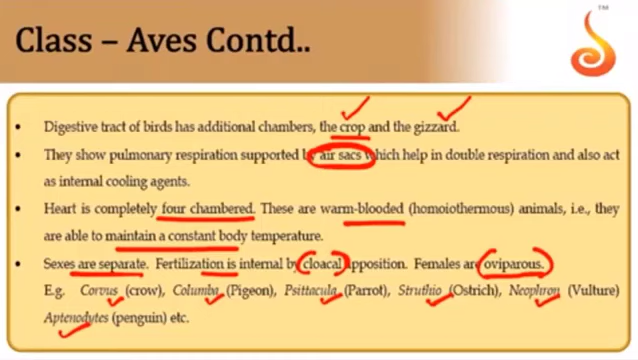 Class – Aves Contd..
TM
• Digestive tract of birds has additional chambers, the crop and the gizzard.
• They show pulmonary respiration supported by air sacs which help in double respiration and also act
as internal cooling agents.
• Heart is completely four chambered. These are warm-blooded (homoiothermous) animals, i.e., they
are able to maintain a constant body temperature.
• Sexes are separate. Fertilization is internal by cloacal apposition. Females are oviparous.
E.g. Corvus (crow), Columba (Pigeon), Psittacula (Parrot), Struthio (Ostrich), Neophron (Vulture)
Aptenodytes (penguin) etc.